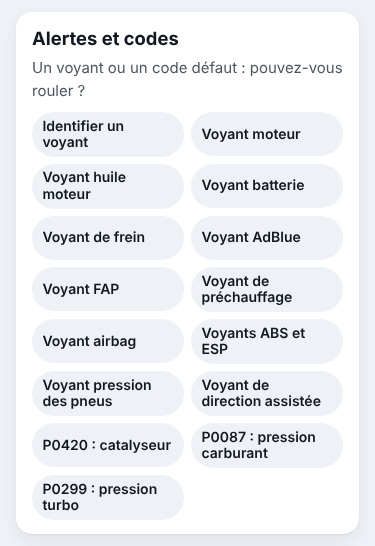 Alertes et codes
Un voyant ou un code défaut : pouvez-vous
rouler ?
Identifier un
voyant
Voyant moteur
Voyant huile
moteur
Voyant batterie
Voyant de frein
Voyant AdBlue
Voyant FAP
Voyant de
préchauffage
Voyant airbag
Voyants ABS et
ESP
Voyant pression
des pneus
Voyant de
direction assistée
P0420 : catalyseur
P0087 : pression
carburant
P0299 : pression
turbo